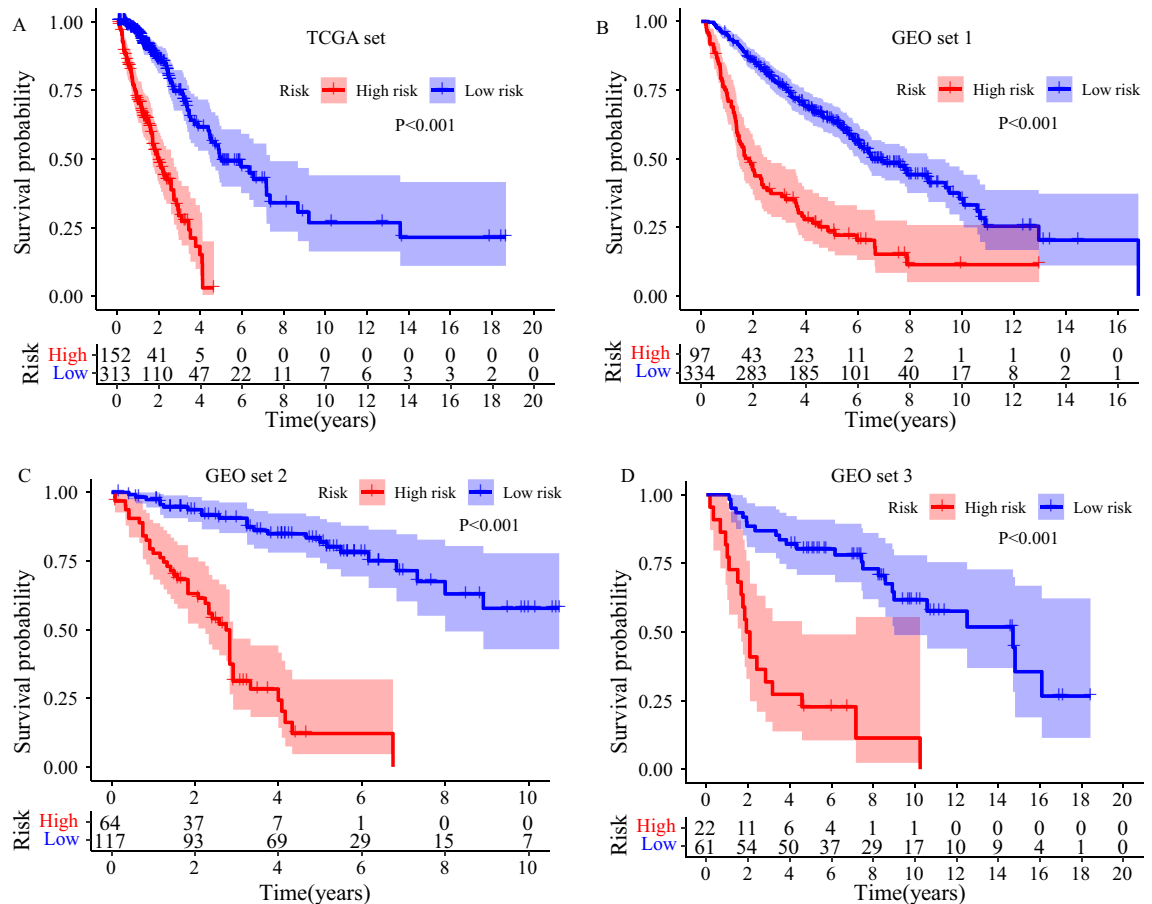 A
TCGA set
Risk High risk Low risk
P<0.001
Survival probability
1.00
0.75
0.50
0.25
0.00
0 2 4 6 8 10 12 14 16 18 20
Risk
High 152 41 5 0 0 0 0 0 0 0 0
Low 313 110 47 22 11 7 6 3 3 2 0
0 2 4 6 8 10 12 14 16 18 20
Time(years)
B
GEO set 1
Risk High risk Low risk
P<0.001
Survival probability
1.00
0.75
0.50
0.25
0.00
0 2 4 6 8 10 12 14 16
Risk
High 97 43 23 11 2 1 1 0 0
Low 334 283 185 101 40 17 8 2 1
0 2 4 6 8 10 12 14 16
Time(years)
C
GEO set 2
Risk High risk Low risk
P<0.001
Survival probability
1.00
0.75
0.50
0.25
0.00
0 2 4 6 8 10
Risk
High 64 37 7 1 0 0
Low 117 93 69 29 15 7
0 2 4 6 8 10
Time(years)
D
GEO set 3
Risk High risk Low risk
P<0.001
Survival probability
1.00
0.75
0.50
0.25
0.00
0 2 4 6 8 10 12 14 16 18 20
Risk
High 22 11 6 4 1 1 0 0 0 0 0
Low 61 54 50 37 29 17 10 9 4 1 0
0 2 4 6 8 10 12 14 16 18 20
Time(years)